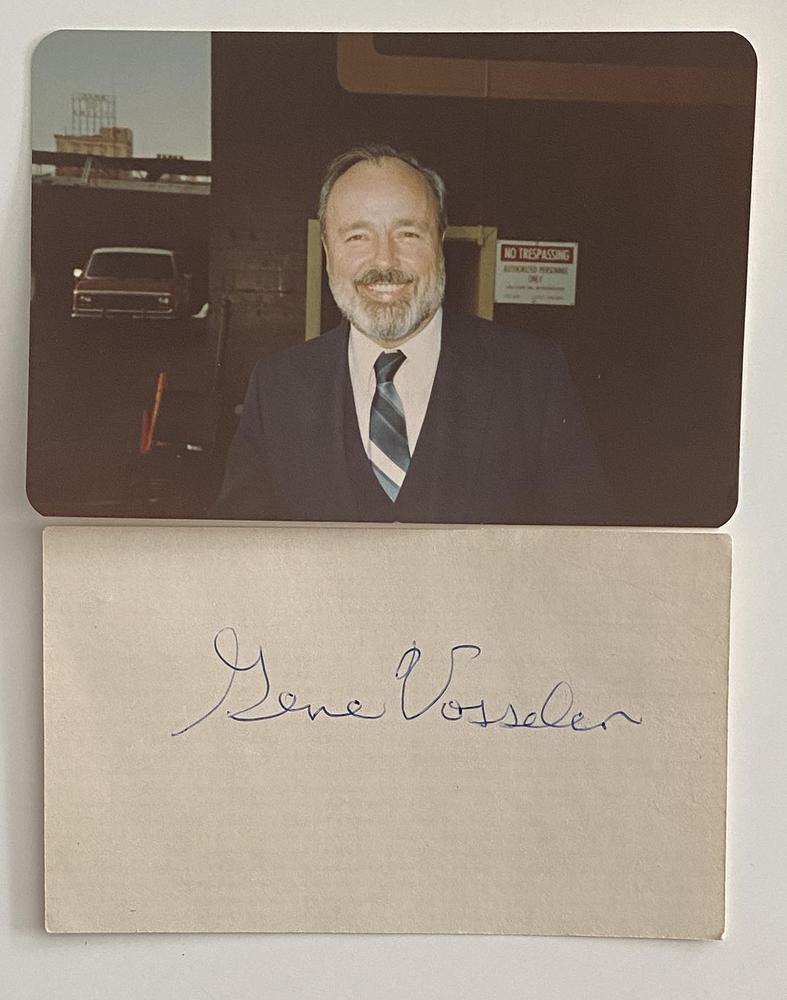 NO TRESPASSING
AUTHORIZED PERSONNEL
ONLY
Gene Vosseler